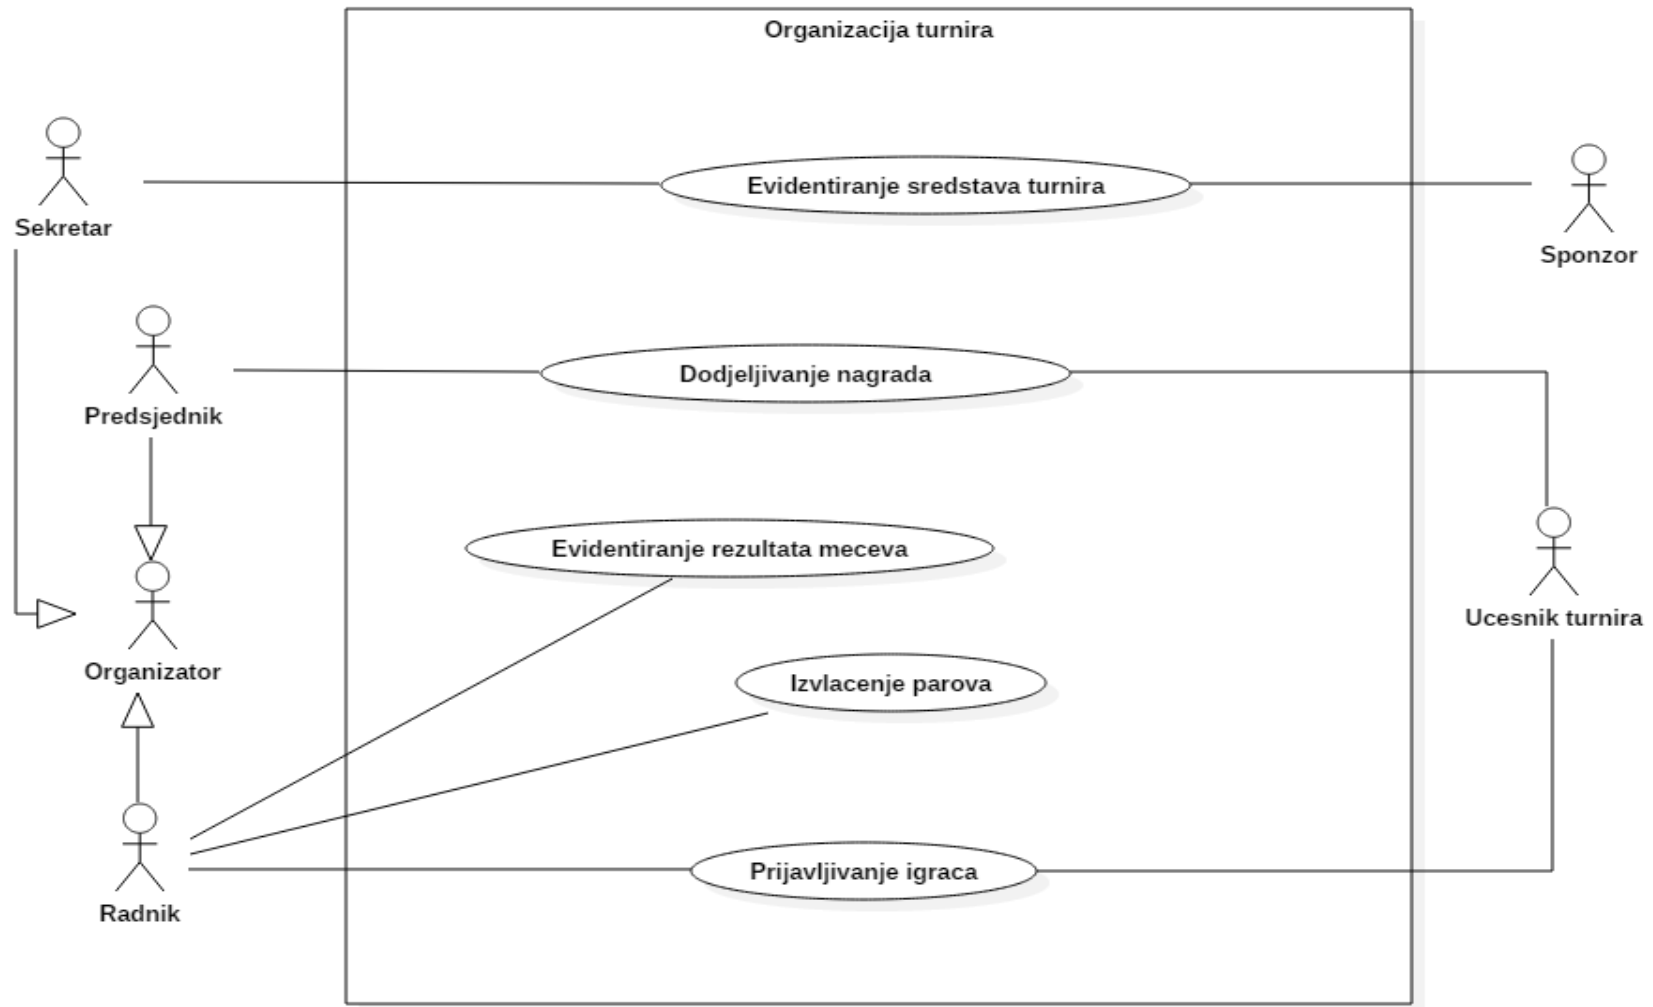 Organizacija turnira
Sekretar
Evidentiranje sredstava turnira
Sponzor
Predsjednik
Dodjeljivanje nagrada
Evidentiranje rezultata meceva
Ucesnik turnira
Organizator
Izvlacenje parova
Prijavljivanje igraca
Radnik